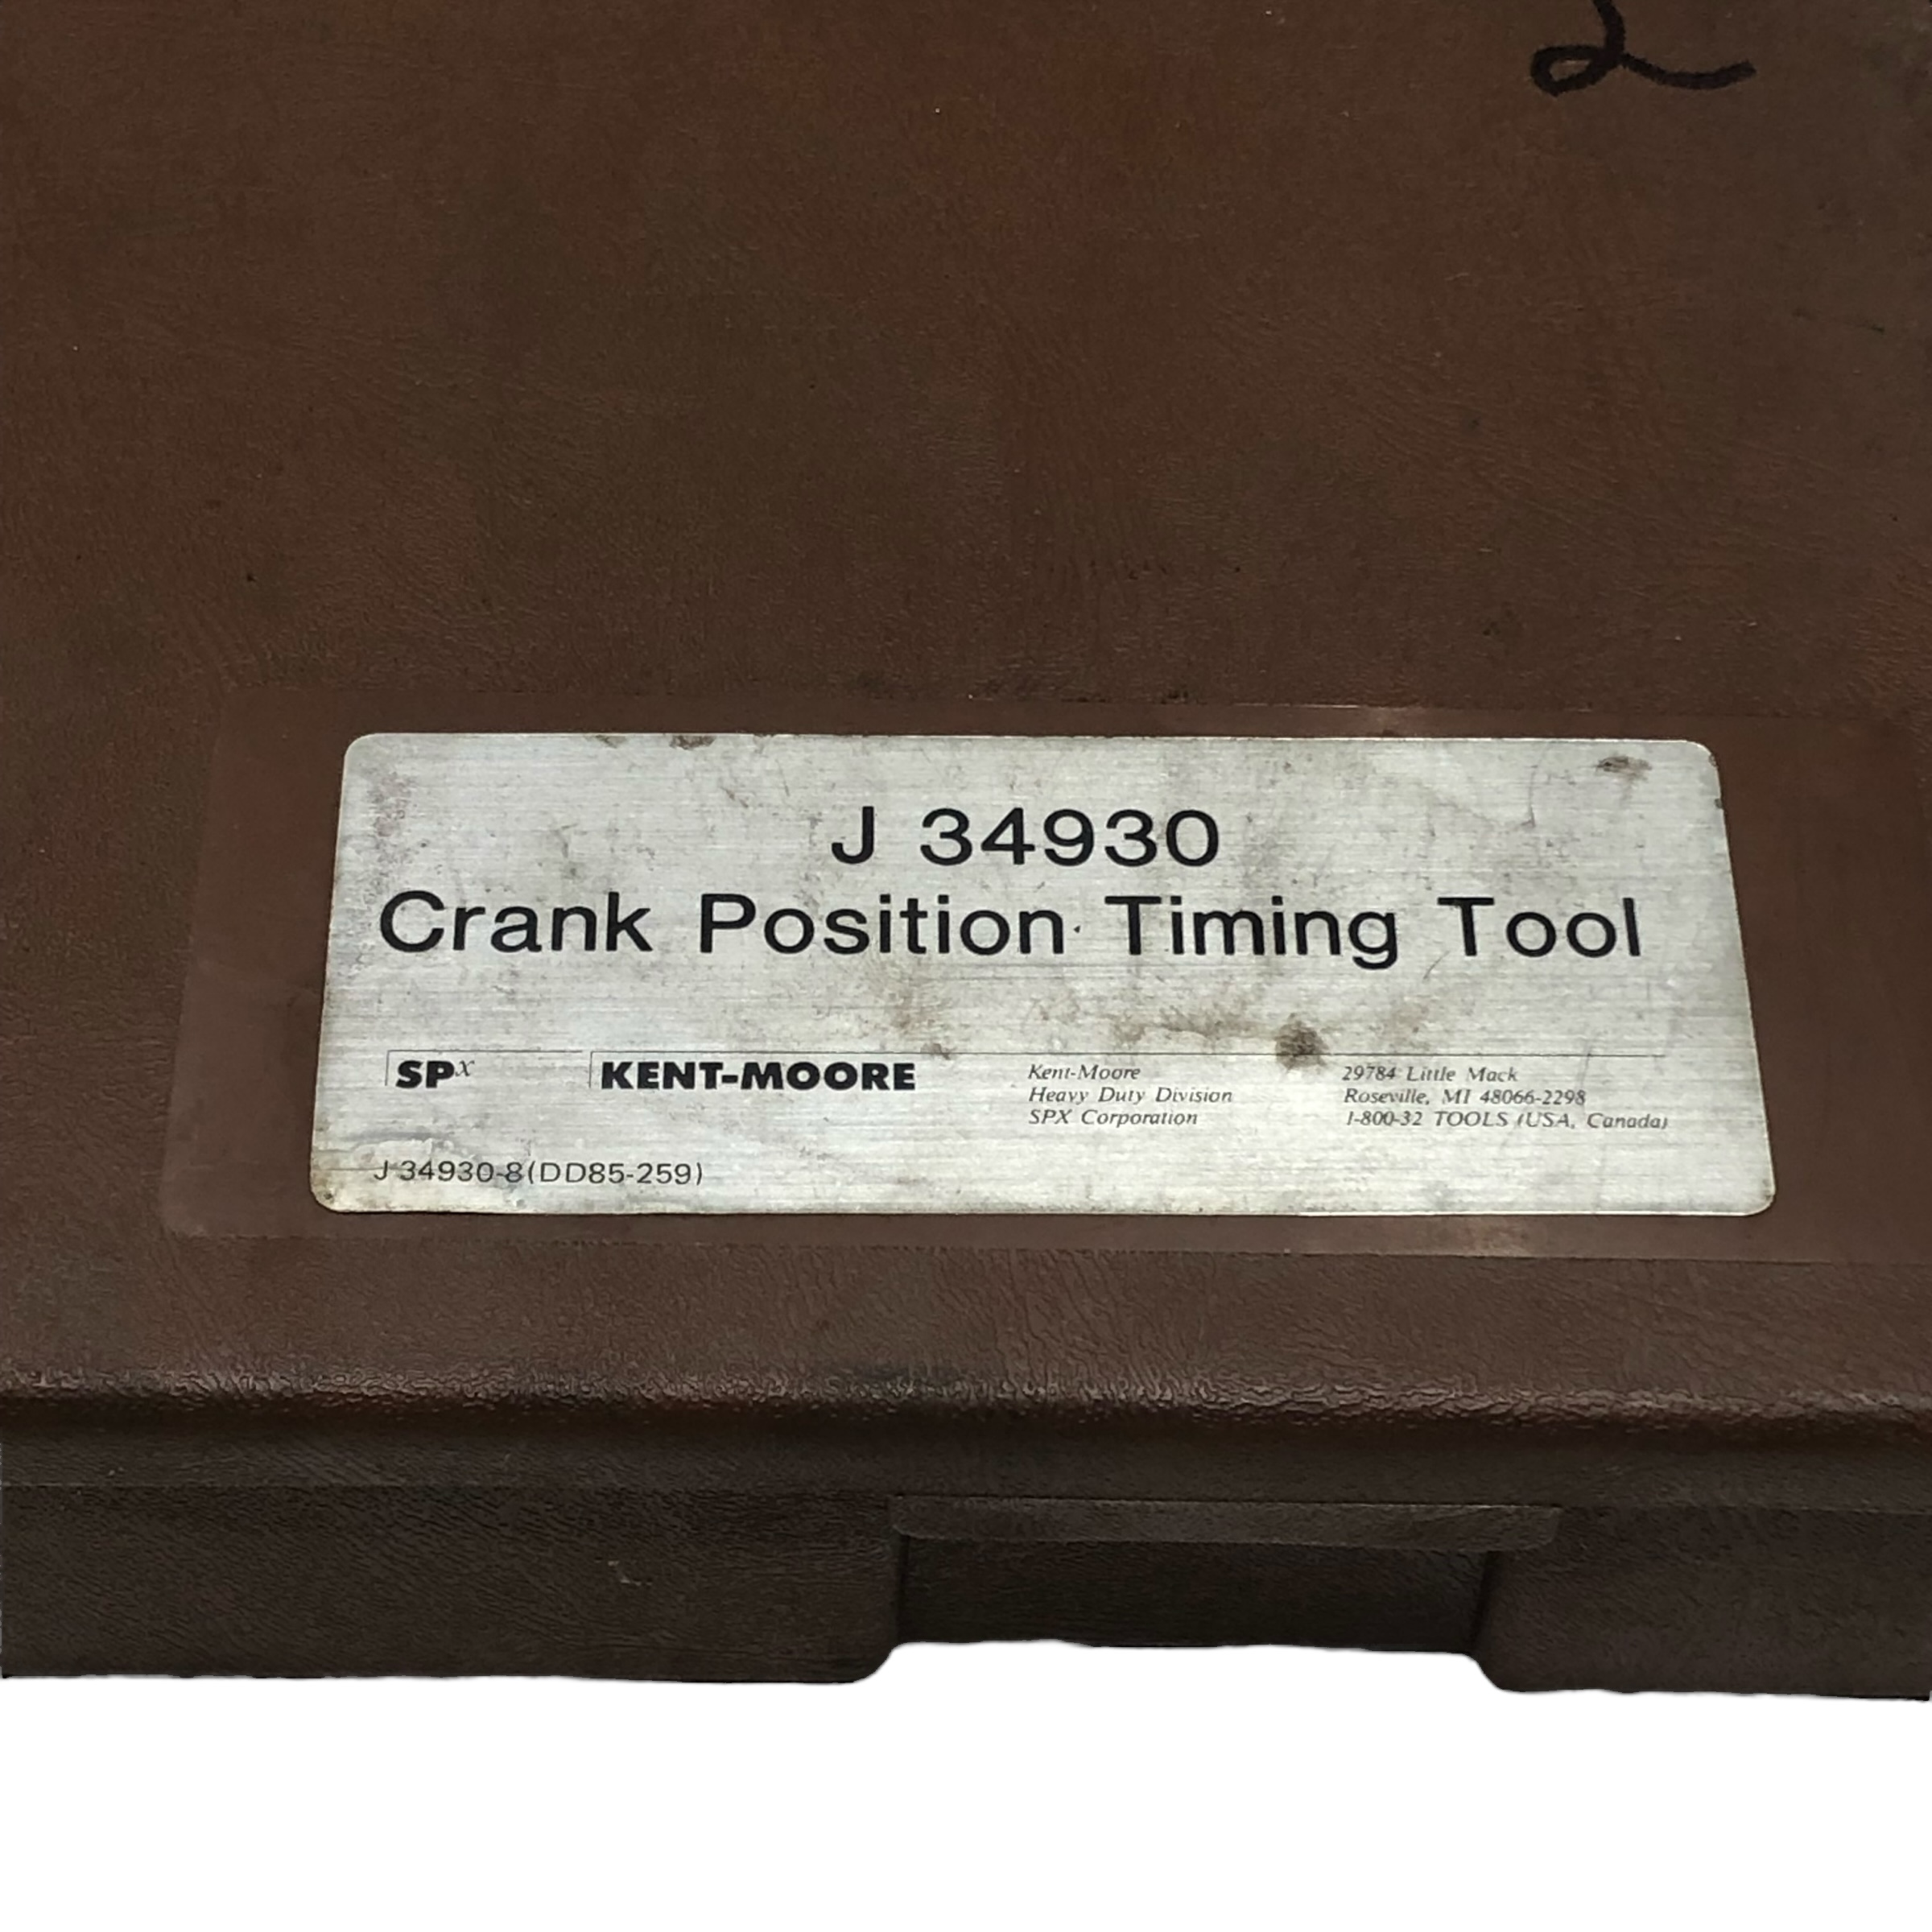 2
J 34930
Crank Position Timing Tool
SPx KENT-MOORE
Kent-Moore
Heavy Duty Division
SPX Corporation
29784 Little Mack
Roseville, MI 48066-2298
1-800-32 TOOLS (USA, Canada)
J 34930-8(DD85-259)